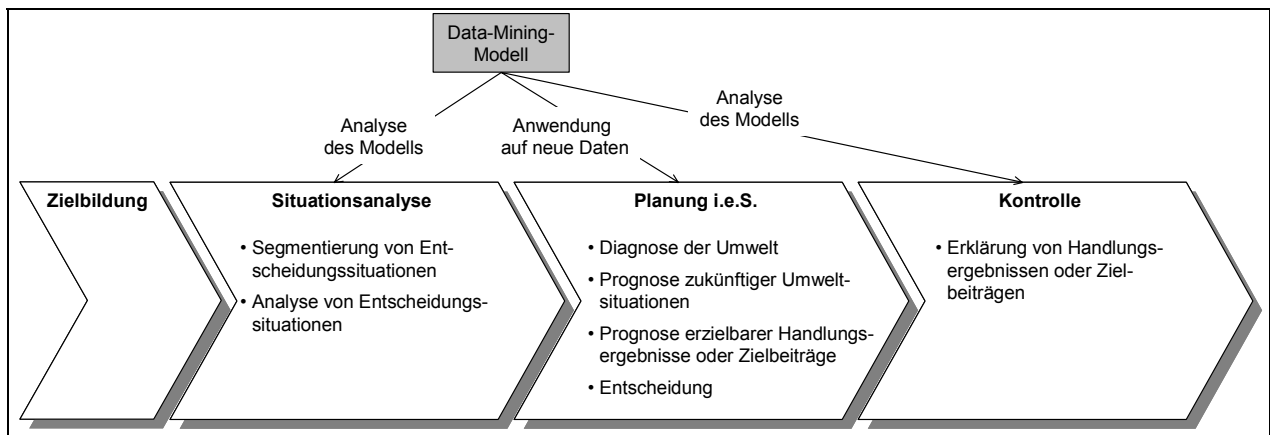 Data-Mining-
Modell
Analyse
des Modells
Anwendung
auf neue Daten
Analyse
des Modells
Zielbildung
Situationsanalyse
• Segmentierung von Ent-
scheidungssituationen
• Analyse von Entscheidungs-
situationen
Planung i.e.S.
• Diagnose der Umwelt
• Prognose zukünftiger Umwelt-
situationen
• Prognose erzielbarer Handlungs-
ergebnisse oder Zielbeiträge
• Entscheidung
Kontrolle
• Erklärung von Handlungs-
ergebnissen oder Ziel-
beiträgen